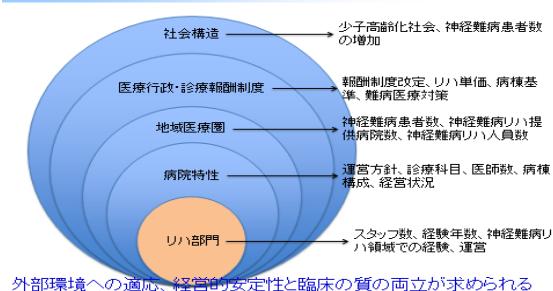 社会構造
少子高齢化社会、神経難病患者数
の増加
医療行政・診療報酬制度
報酬制度改定、リハ単価、病棟基
準、難病医療対策
地域医療圏
神経難病患者数、神経難病リハ提
供病院数、神経難病リハ人員数
病院特性
運営方針、診療科目、医師数、病棟
構成、経営状況
リハ部門
スタッフ数、経験年数、神経難病リ
ハ領域での経験、運営
外部環境への適応、経営的安定性と臨床の質の両立が求められる